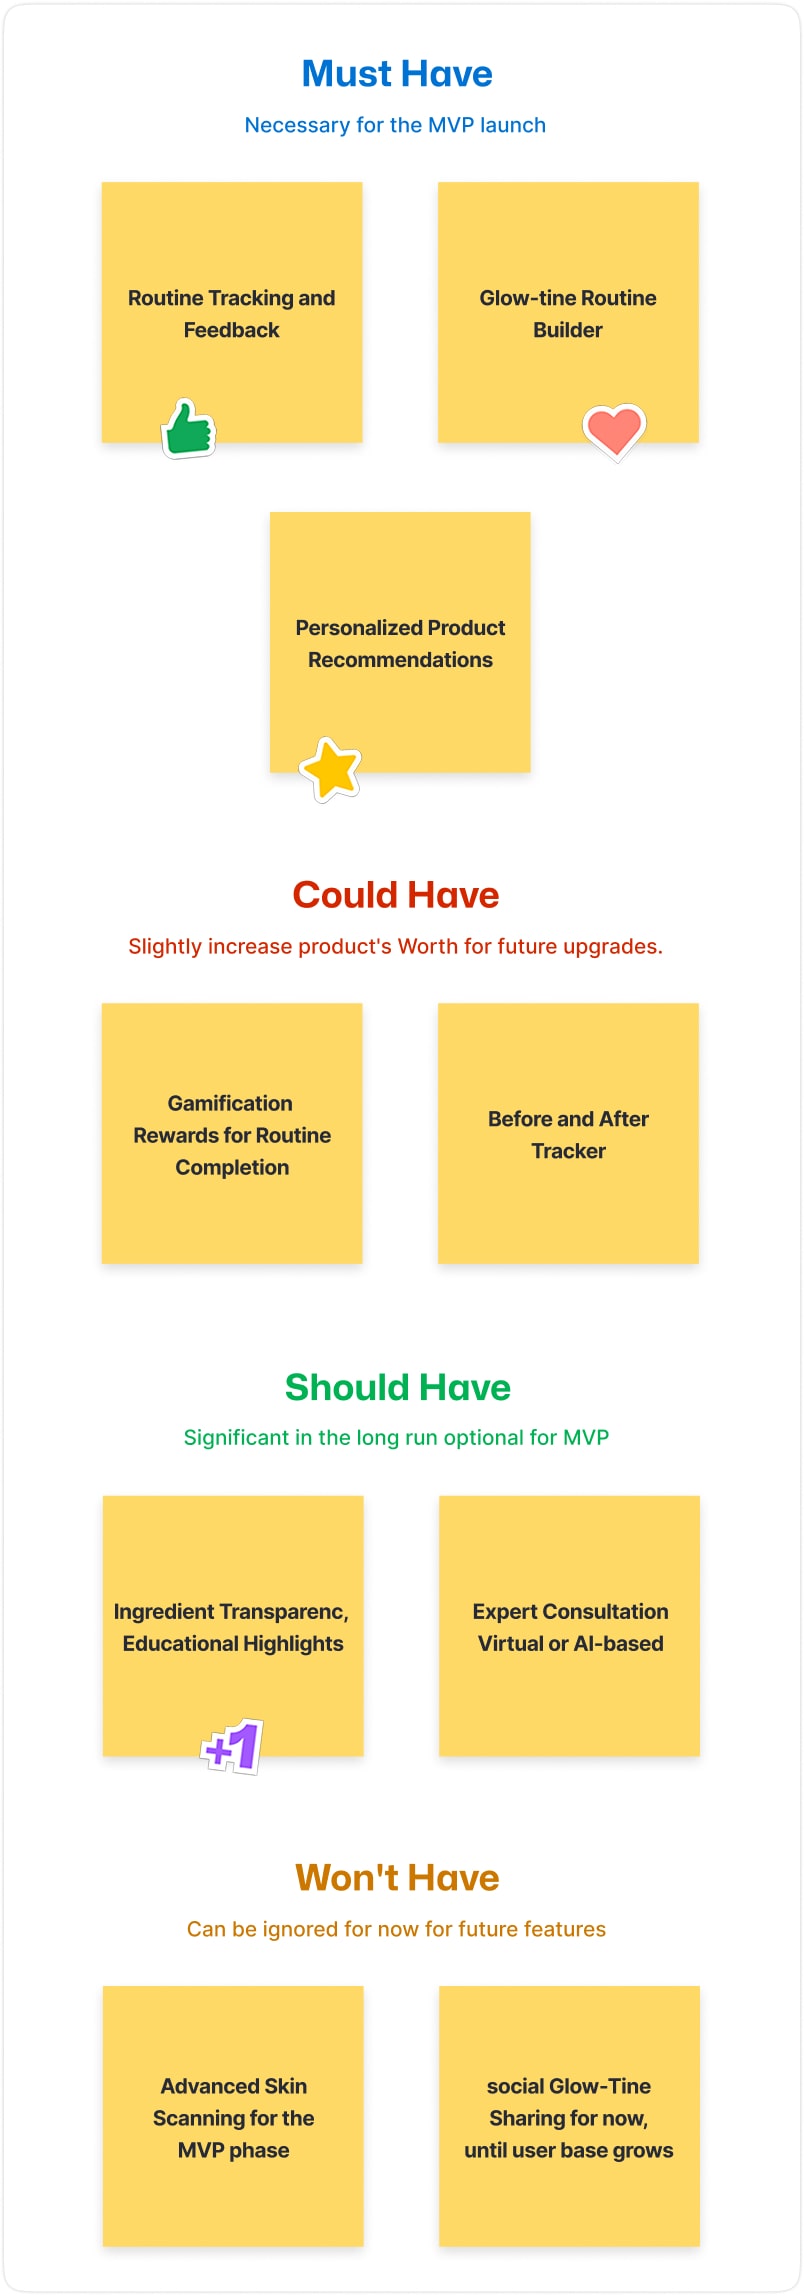 Must Have
Necessary for the MVP launch
Routine Tracking and
Feedback
Glow-tine Routine
Builder
Personalized Product
Recommendations
Could Have
Slightly increase product's Worth for future upgrades.
Gamification
Rewards for Routine
Completion
Before and After
Tracker
Should Have
Significant in the long run optional for MVP
Ingredient Transparenc,
Educational Highlights
+1
Expert Consultation
Virtual or AI-based
Won't Have
Can be ignored for now for future features
Advanced Skin
Scanning for the
MVP phase
social Glow-Tine
Sharing for now,
until user base grows